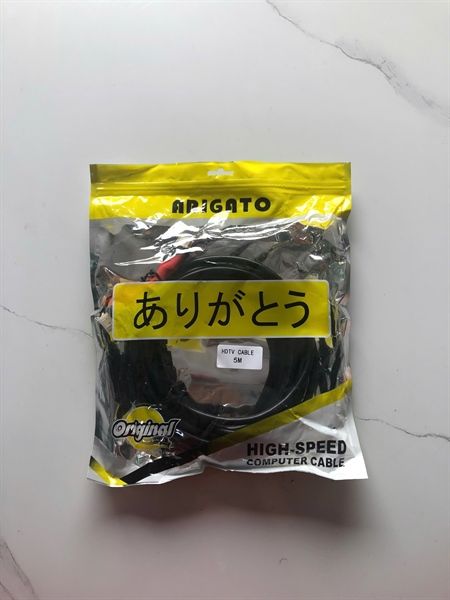 ARIGATO
ありがとう
HDTV CABLE
5M
Original
HIGH-SPEED
COMPUTER CABLE